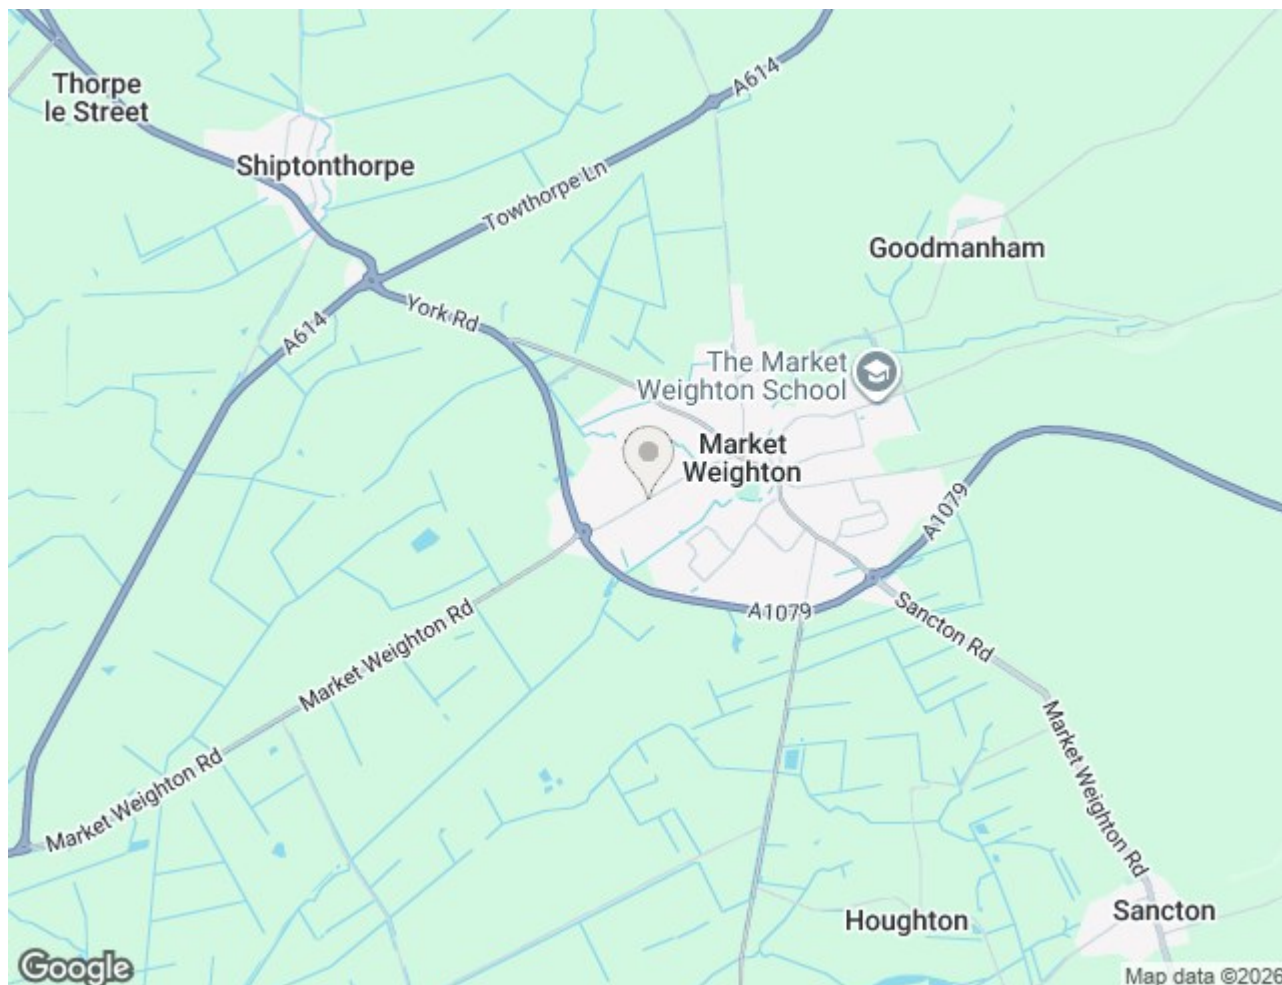 A614
Thorpe
le Street
Shiptonthorpe
Towthorpe Ln
Goodmanham
York Rd
A614
The Market
Weighton School
Market
Weighton
A1079
A1079
Sancton Rd
Market Weighton Rd
Market Weighton Rd
Market Weighton Rd
Houghton
Sancton
Google
Map data ©2026